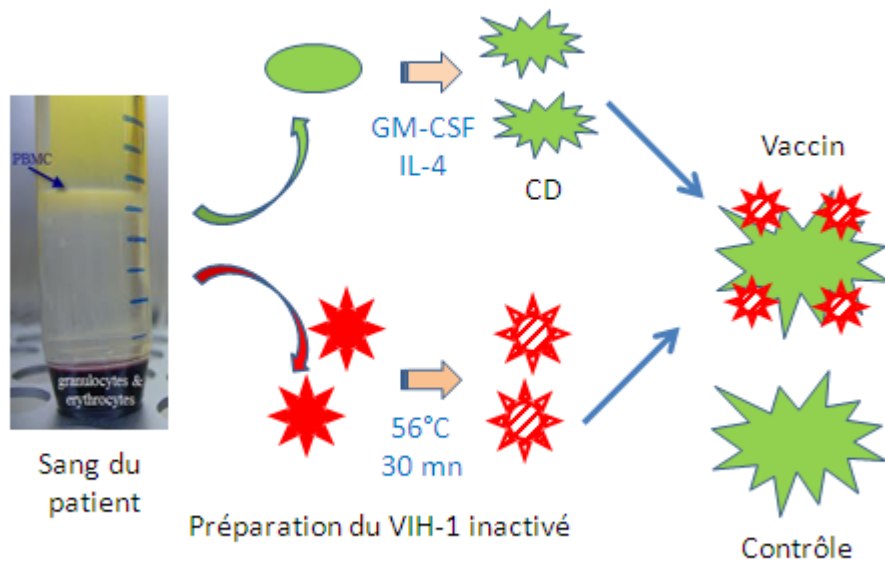 PBMC
granulocytes &
erythrocytes
Sang du
patient
GM-CSF
IL-4
CD
56°C
30 mn
Préparation du VIH-1 inactivé
Vaccin
Contrôle